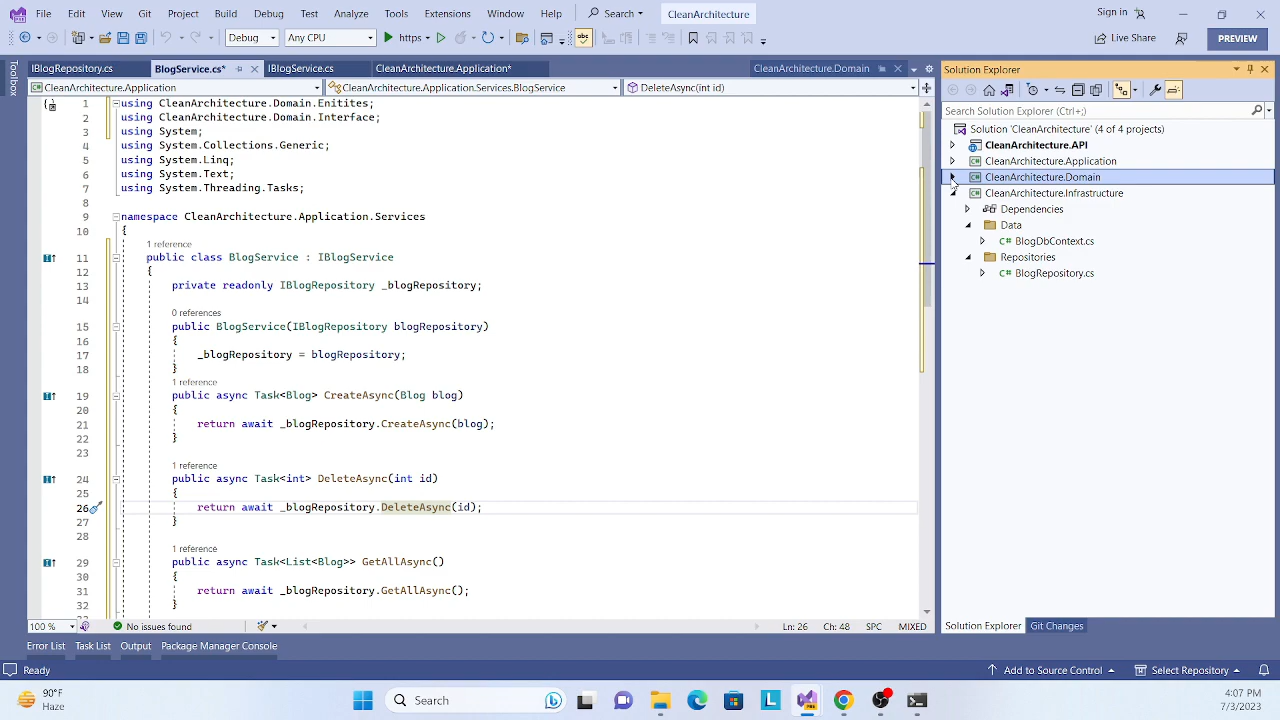 File Edit View Git Project Build Debug Test Analyze Tools Extensions Window Help Search CleanArchitecture Sign in
Debug Any CPU https Live Share PREVIEW
Toolbox
IBlogRepository.cs BlogService.cs* IBlogService.cs CleanArchitecture.Application* CleanArchitecture.Domain
CleanArchitecture.Application CleanArchitecture.Application.Services.BlogService DeleteAsync(int id)
1 using CleanArchitecture.Domain.Enitites;
2 using CleanArchitecture.Domain.Interface;
3 using System;
4 using System.Collections.Generic;
5 using System.Linq;
6 using System.Text;
7 using System.Threading.Tasks;
8
9 namespace CleanArchitecture.Application.Services
10 {
1 reference
11 public class BlogService : IBlogService
12 {
13 private readonly IBlogRepository _blogRepository;
14
0 references
15 public BlogService(IBlogRepository blogRepository)
16 {
17 _blogRepository = blogRepository;
18 }
1 reference
19 public async Task<Blog> CreateAsync(Blog blog)
20 {
21 return await _blogRepository.CreateAsync(blog);
22 }
23
1 reference
24 public async Task<int> DeleteAsync(int id)
25 {
26 return await _blogRepository.DeleteAsync(id);
27 }
28
1 reference
29 public async Task<List<Blog>> GetAllAsync()
30 {
31 return await _blogRepository.GetAllAsync();
32 }
100 % No issues found Ln: 26 Ch: 48 SPC MIXED
Solution Explorer
Search Solution Explorer (Ctrl+;)
Solution 'CleanArchitecture' (4 of 4 projects)
CleanArchitecture.API
CleanArchitecture.Application
CleanArchitecture.Domain
CleanArchitecture.Infrastructure
Dependencies
Data
C# BlogDbContext.cs
Repositories
C# BlogRepository.cs
Solution Explorer Git Changes
Error List Task List Output Package Manager Console
Ready Add to Source Control Select Repository
90°F
Haze
Search
4:07 PM
7/3/2023